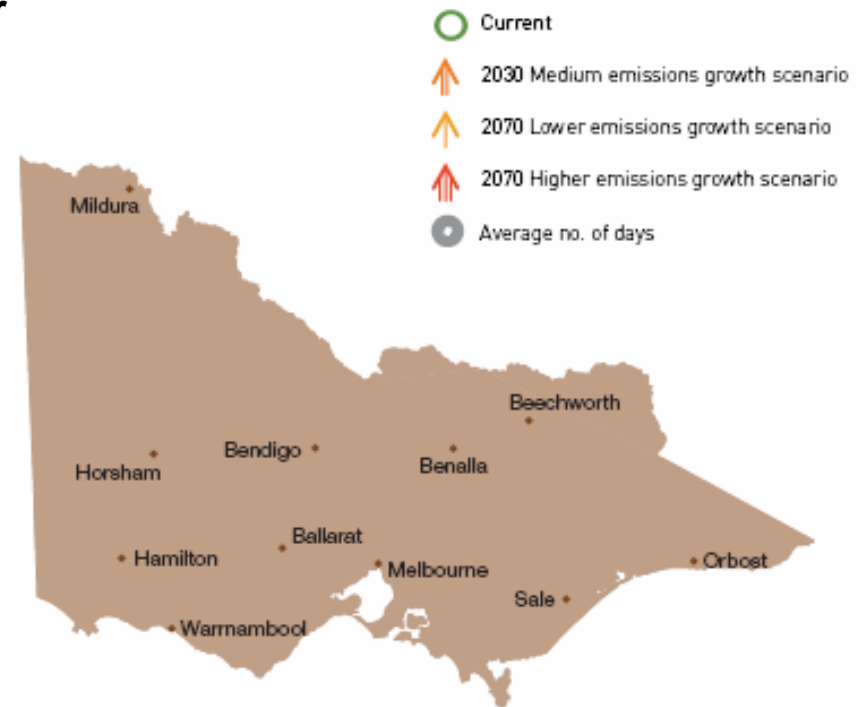 r
Current
2030 Medium emissions growth scenario
2070 Lower emissions growth scenario
2070 Higher emissions growth scenario
Average no. of days
Mildura
Beechworth
Bendigo
Benalla
Horsham
Ballarat
Hamilton
Melbourne
Orbost
Sale
Warrnambool